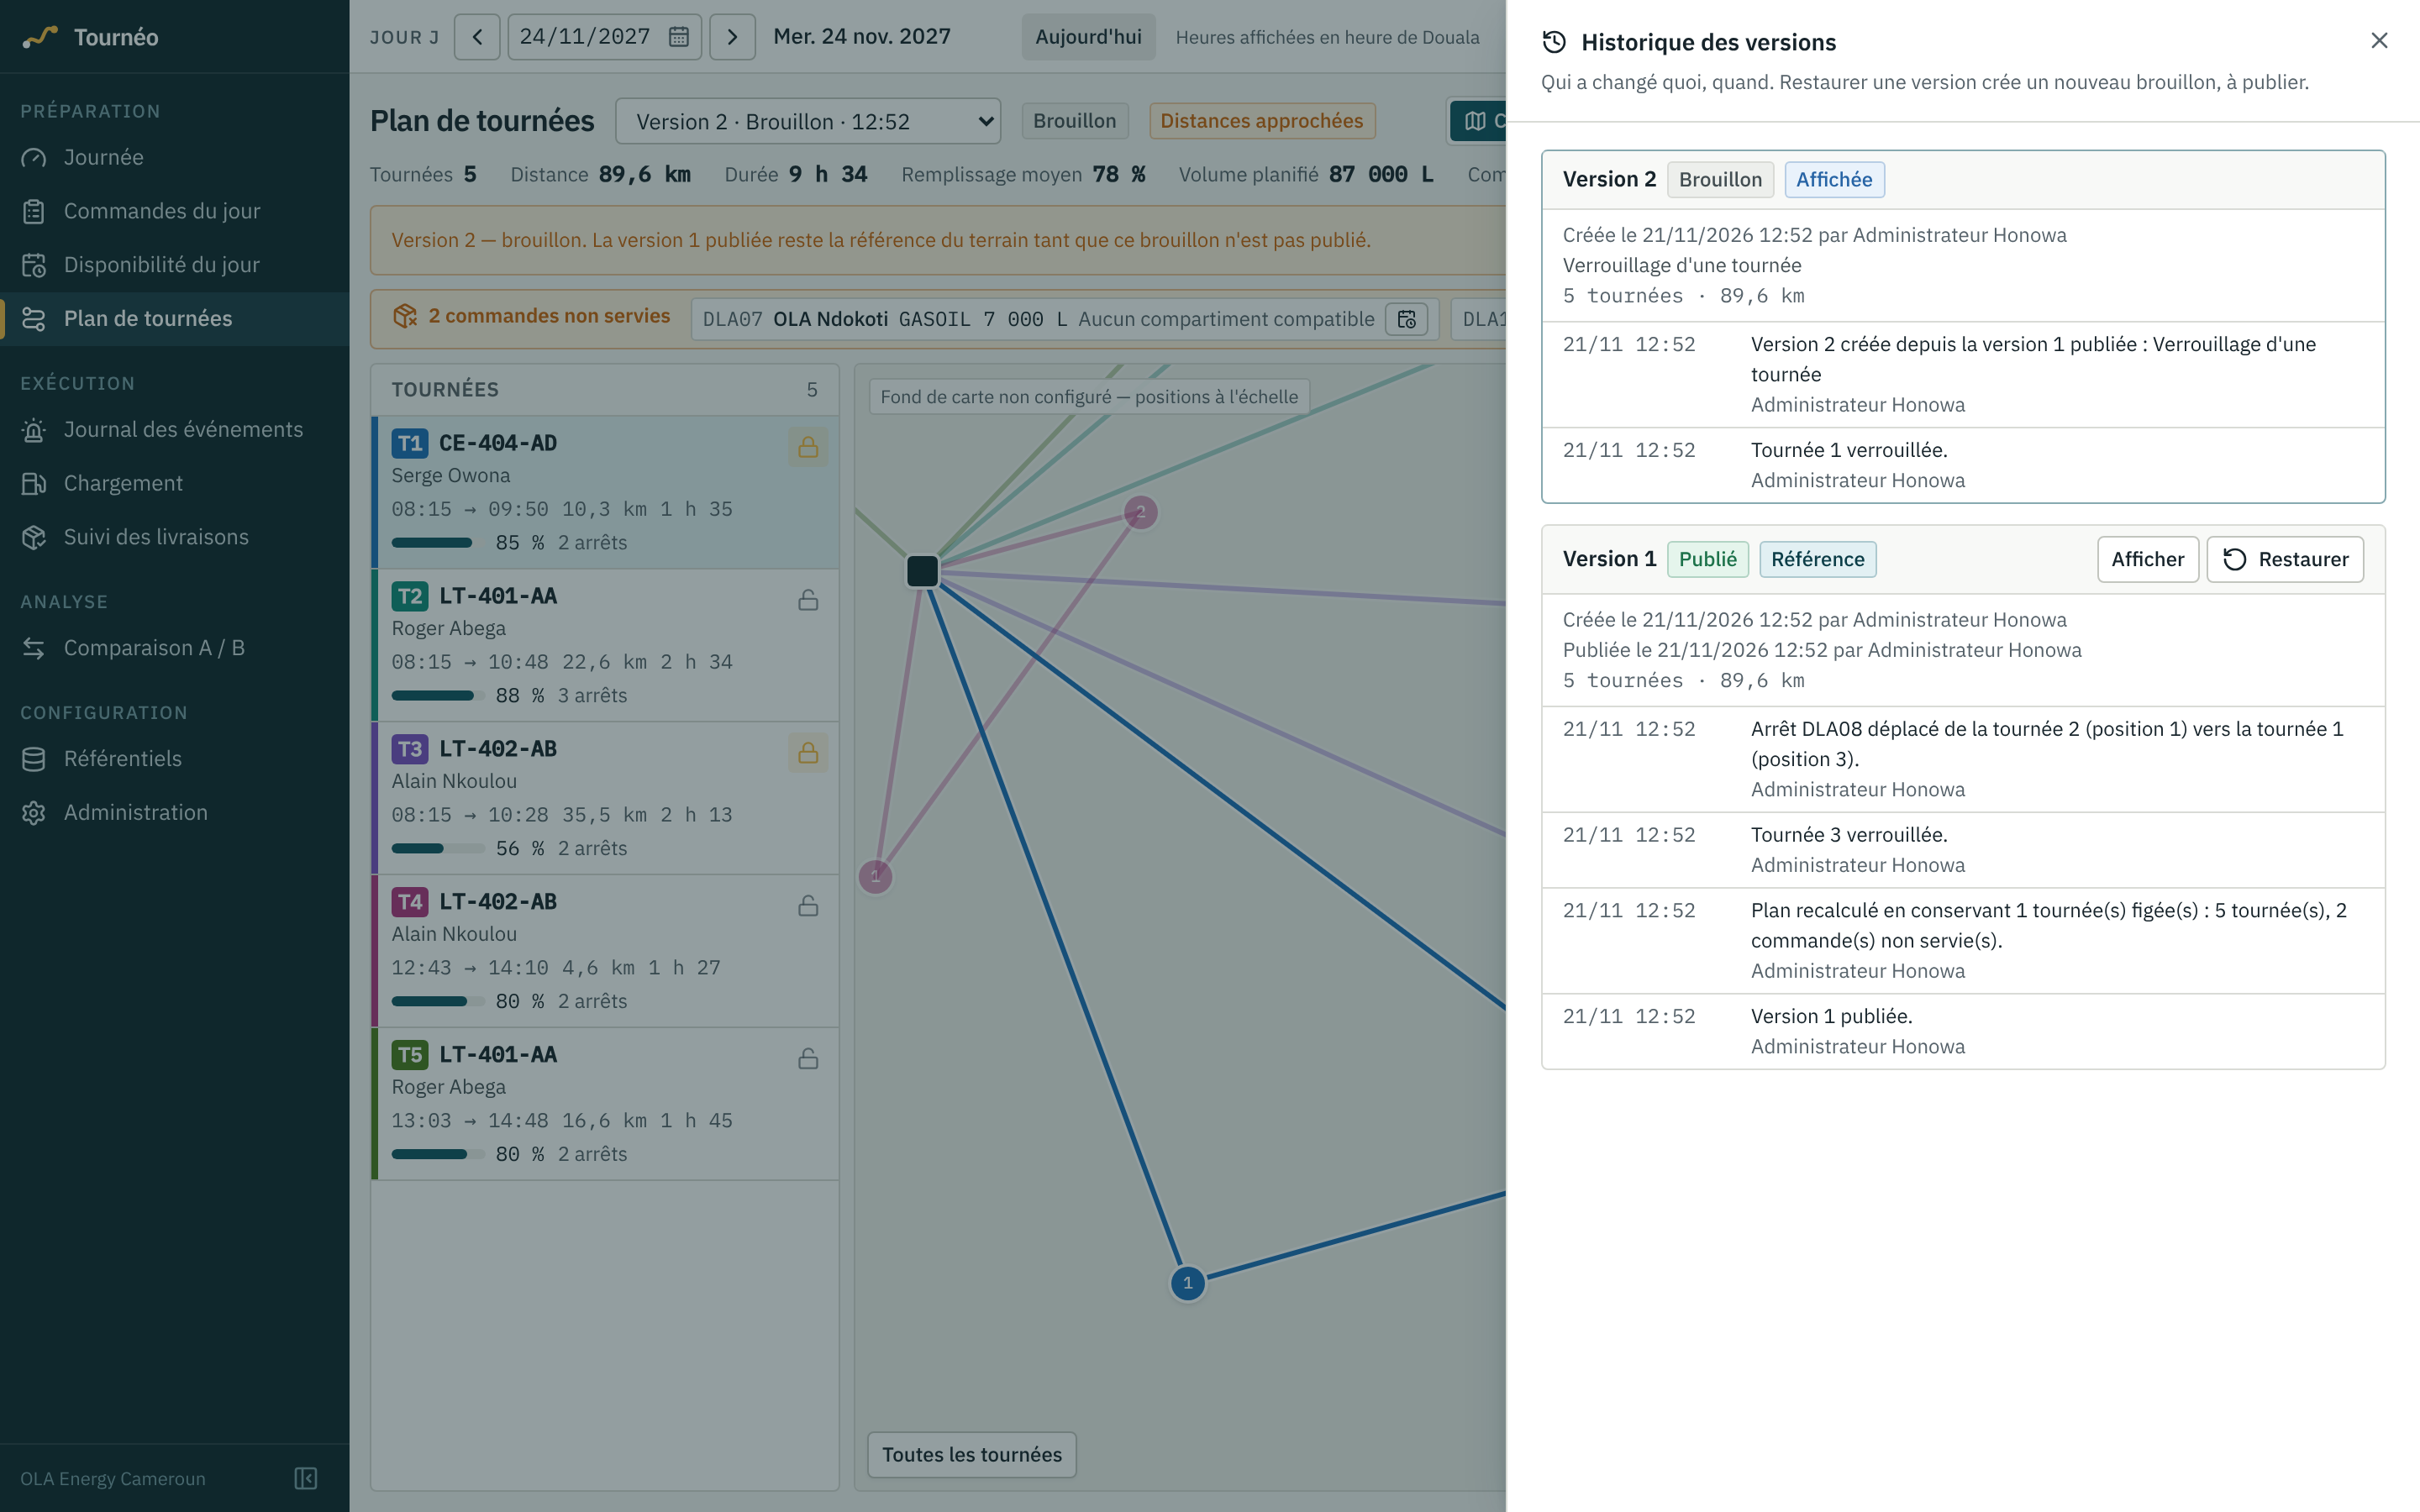 Tournéo
PRÉPARATION
Journée
Commandes du jour
Disponibilité du jour
Plan de tournées
EXÉCUTION
Journal des événements
Chargement
Suivi des livraisons
ANALYSE
Comparaison A / B
CONFIGURATION
Référentiels
Administration
OLA Energy Cameroun
JOUR J
24/11/2027
Mer. 24 nov. 2027
Aujourd'hui
Heures affichées en heure de Douala
Plan de tournées
Version 2 · Brouillon · 12:52
Brouillon
Distances approchées
C
Tournées 5 Distance 89,6 km Durée 9 h 34 Remplissage moyen 78 % Volume planifié 87 000 L Com
Version 2 — brouillon. La version 1 publiée reste la référence du terrain tant que ce brouillon n'est pas publié.
2 commandes non servies
DLA07 OLA Ndokoti GASOIL 7 000 L Aucun compartiment compatible
DLA1
TOURNÉES 5
T1 CE-404-AD
Serge Owona
08:15 → 09:50 10,3 km 1 h 35
85 % 2 arrêts
T2 LT-401-AA
Roger Abega
08:15 → 10:48 22,6 km 2 h 34
88 % 3 arrêts
T3 LT-402-AB
Alain Nkoulou
08:15 → 10:28 35,5 km 2 h 13
56 % 2 arrêts
T4 LT-402-AB
Alain Nkoulou
12:43 → 14:10 4,6 km 1 h 27
80 % 2 arrêts
T5 LT-401-AA
Roger Abega
13:03 → 14:48 16,6 km 1 h 45
80 % 2 arrêts
Fond de carte non configuré — positions à l'échelle
2
1
1
Toutes les tournées
Historique des versions
Qui a changé quoi, quand. Restaurer une version crée un nouveau brouillon, à publier.
Version 2 Brouillon Affichée
Créée le 21/11/2026 12:52 par Administrateur Honowa
Verrouillage d'une tournée
5 tournées · 89,6 km
21/11 12:52 Version 2 créée depuis la version 1 publiée : Verrouillage d'une
tournée
Administrateur Honowa
21/11 12:52 Tournée 1 verrouillée.
Administrateur Honowa
Version 1 Publié Référence Afficher Restaurer
Créée le 21/11/2026 12:52 par Administrateur Honowa
Publiée le 21/11/2026 12:52 par Administrateur Honowa
5 tournées · 89,6 km
21/11 12:52 Arrêt DLA08 déplacé de la tournée 2 (position 1) vers la tournée 1
(position 3).
Administrateur Honowa
21/11 12:52 Tournée 3 verrouillée.
Administrateur Honowa
21/11 12:52 Plan recalculé en conservant 1 tournée(s) figée(s) : 5 tournée(s), 2
commande(s) non servie(s).
Administrateur Honowa
21/11 12:52 Version 1 publiée.
Administrateur Honowa